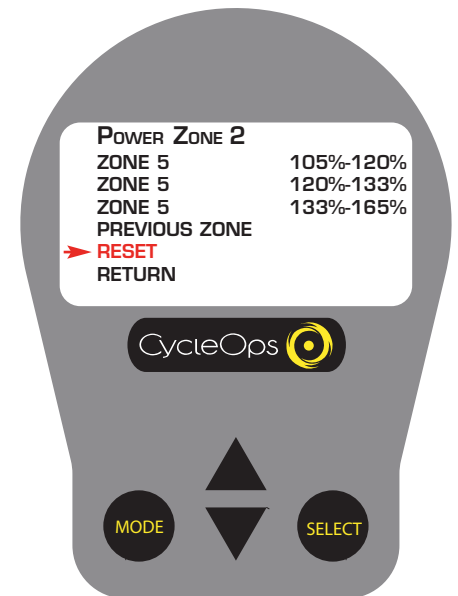 POWER ZONE 2
ZONE 5 105%-120%
ZONE 5 120%-133%
ZONE 5 133%-165%
PREVIOUS ZONE
RESET
RETURN
CycleOps
MODE
SELECT